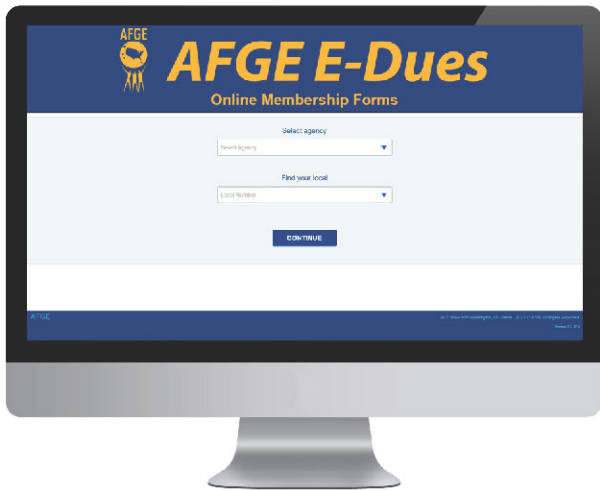 AFGE
AFGE E-Dues
Online Membership Forms
Select agency
Select Agency
Find your local
Local Number
CONTINUE
AFGE